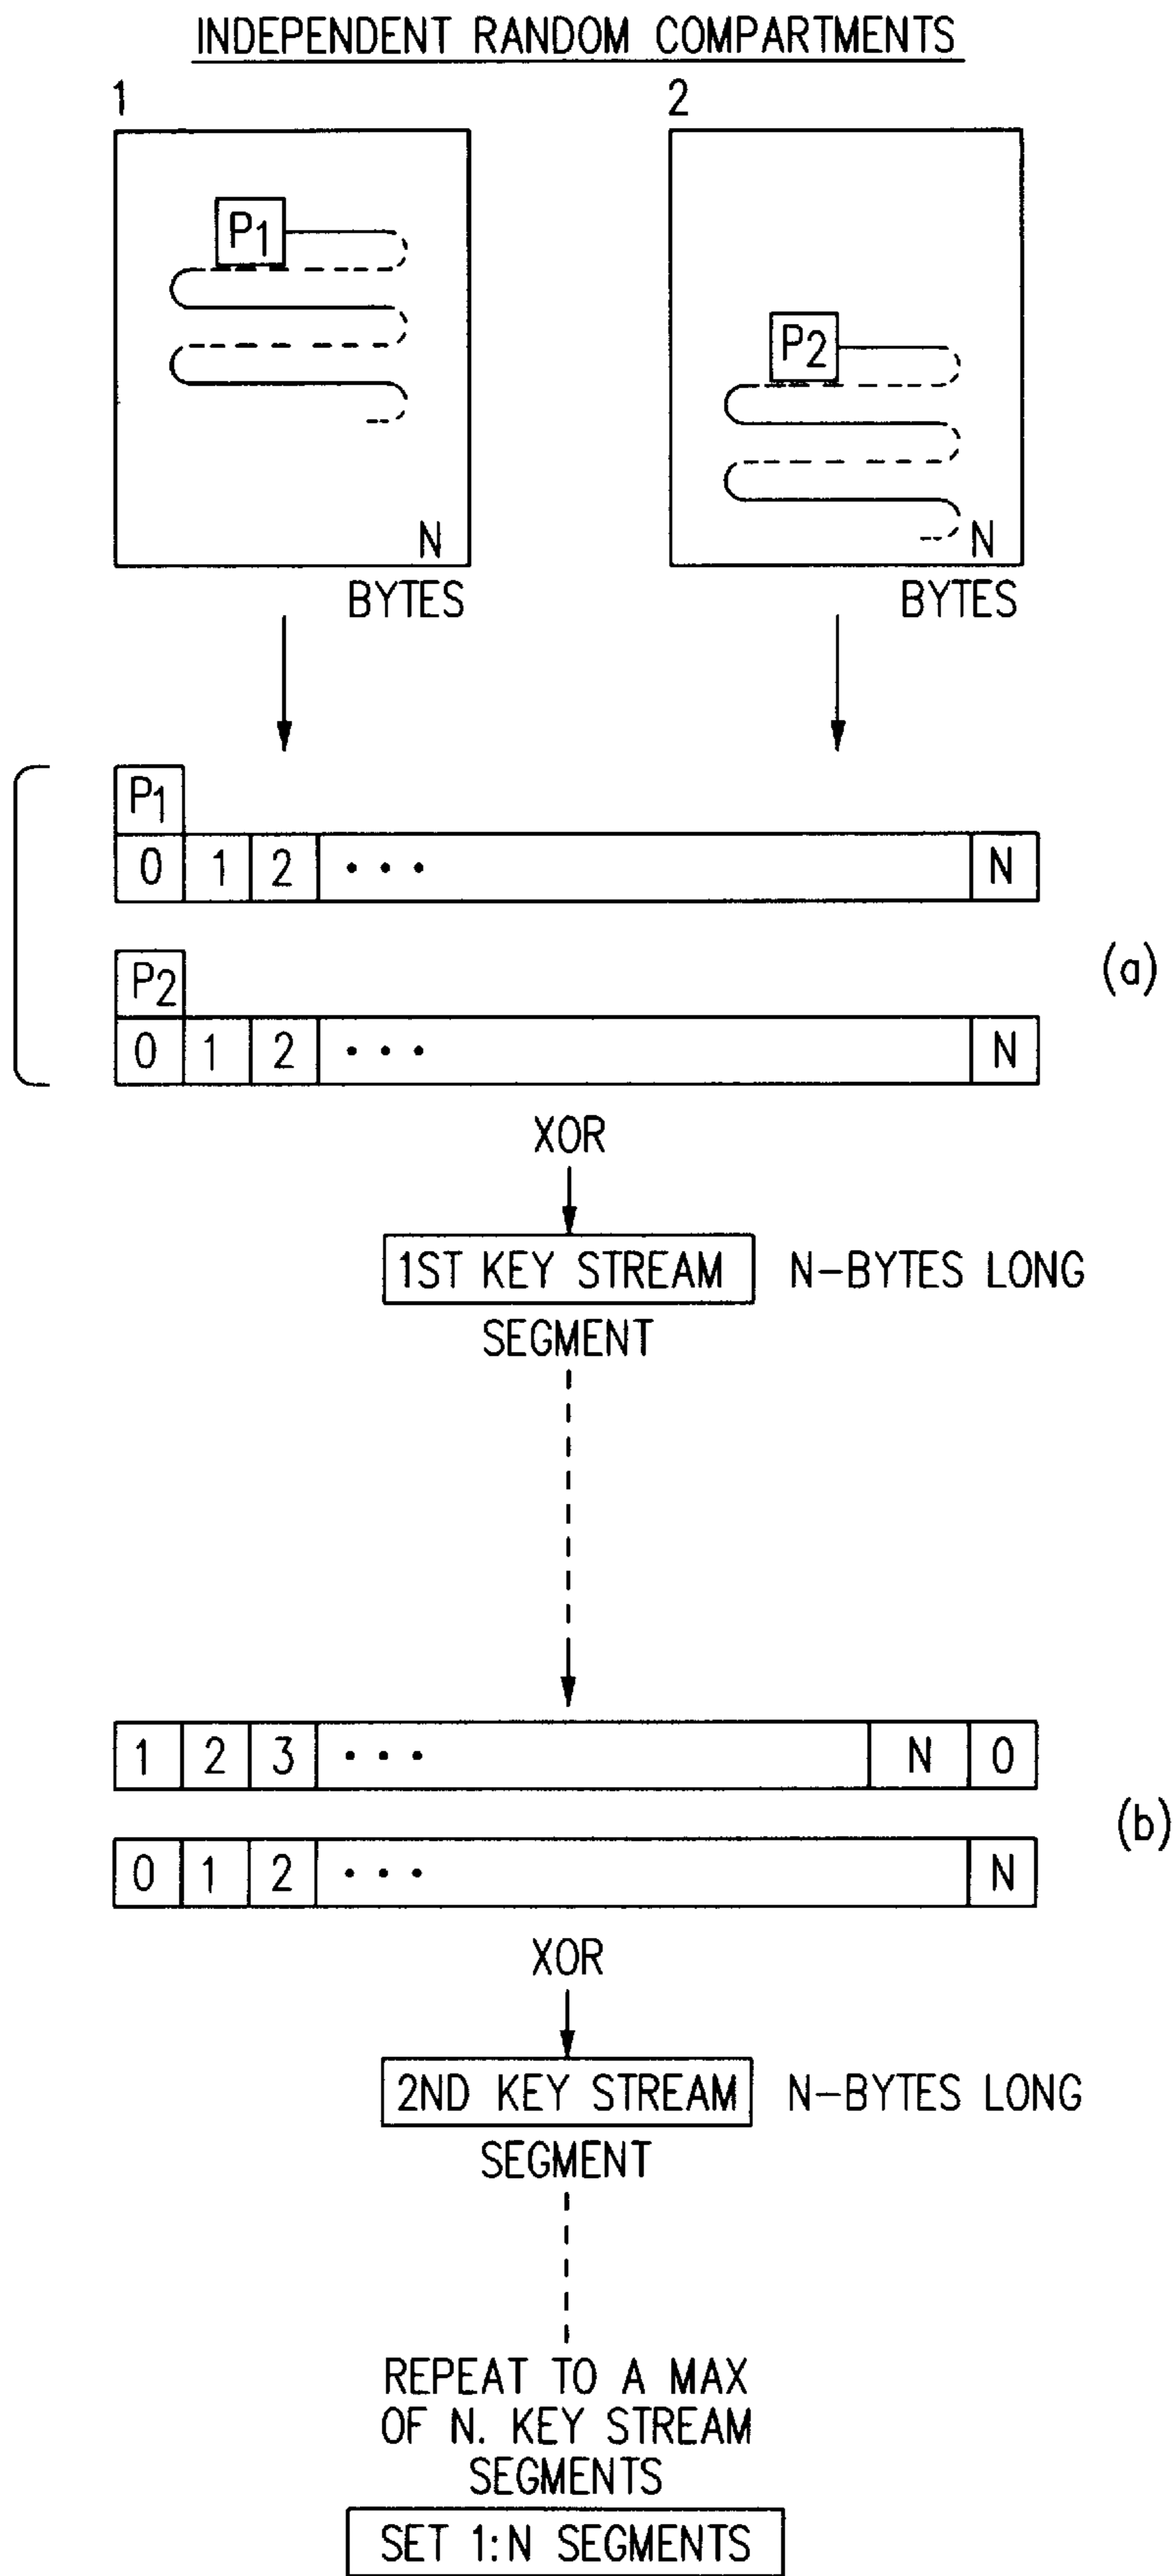 INDEPENDENT RANDOM COMPARTMENTS
1 2
P1
P2
N N
BYTES BYTES
P1
0 1 2 ••• N
P2
0 1 2 ••• N
(a)
XOR
1ST KEY STREAM N-BYTES LONG
SEGMENT
1 2 3 ••• N 0
(b)
0 1 2 ••• N
XOR
2ND KEY STREAM N-BYTES LONG
SEGMENT
REPEAT TO A MAX
OF N. KEY STREAM
SEGMENTS
SET 1:N SEGMENTS